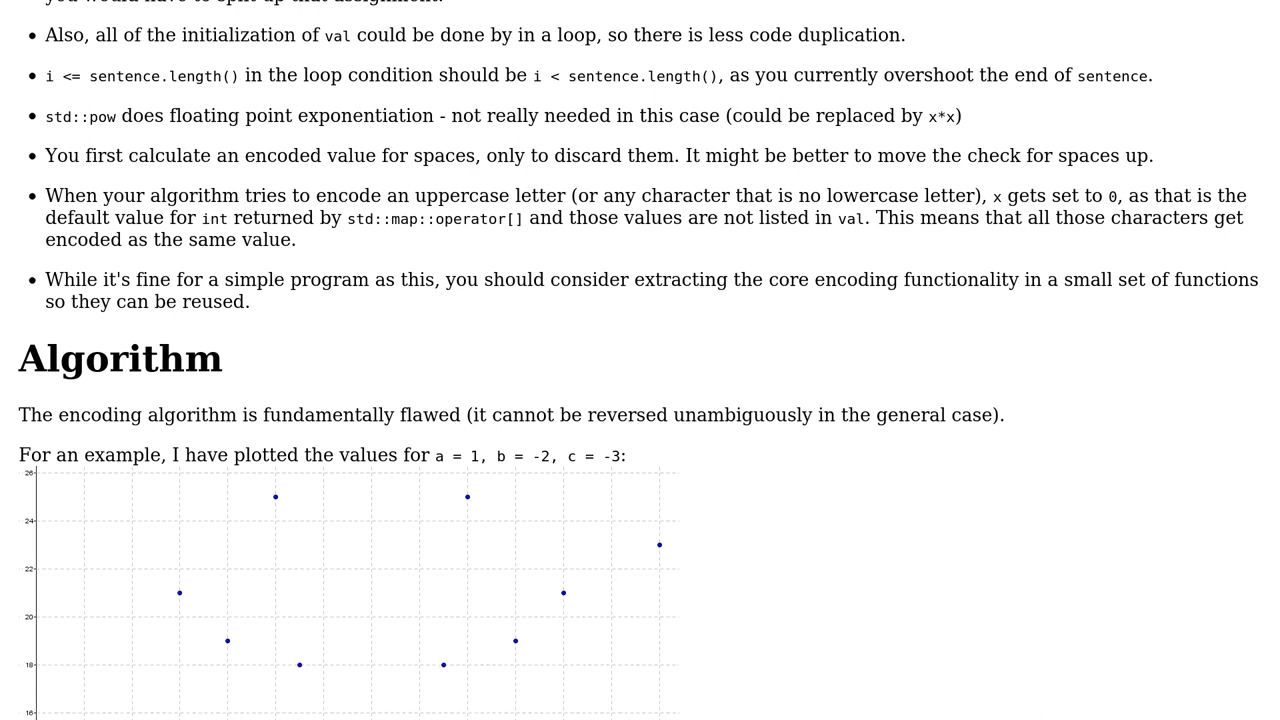 you would have to split up that assignment.
Also, all of the initialization of val could be done by in a loop, so there is less code duplication.
i <= sentence.length() in the loop condition should be i < sentence.length(), as you currently overshoot the end of sentence.
std::pow does floating point exponentiation - not really needed in this case (could be replaced by x*x)
You first calculate an encoded value for spaces, only to discard them. It might be better to move the check for spaces up.
When your algorithm tries to encode an uppercase letter (or any character that is no lowercase letter), x gets set to 0, as that is the
default value for int returned by std::map::operator[] and those values are not listed in val. This means that all those characters get
encoded as the same value.
While it's fine for a simple program as this, you should consider extracting the core encoding functionality in a small set of functions
so they can be reused.
Algorithm
The encoding algorithm is fundamentally flawed (it cannot be reversed unambiguously in the general case).
For an example, I have plotted the values for a = 1, b = -2, c = -3:
26
24
22
20
18
16